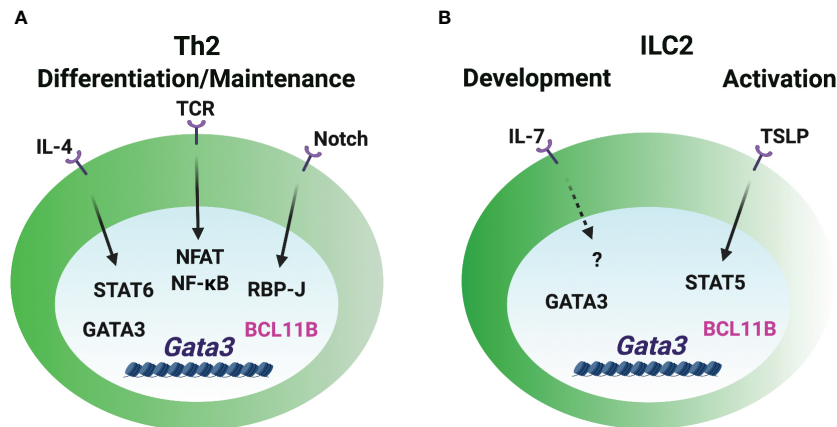 A
Th2
Differentiation/Maintenance
TCR
IL-4
Notch
NFAT
NF-κB
STAT6
RBP-J
GATA3
BCL11B
Gata3
B
ILC2
Development
Activation
IL-7
TSLP
?
STAT5
GATA3
BCL11B
Gata3